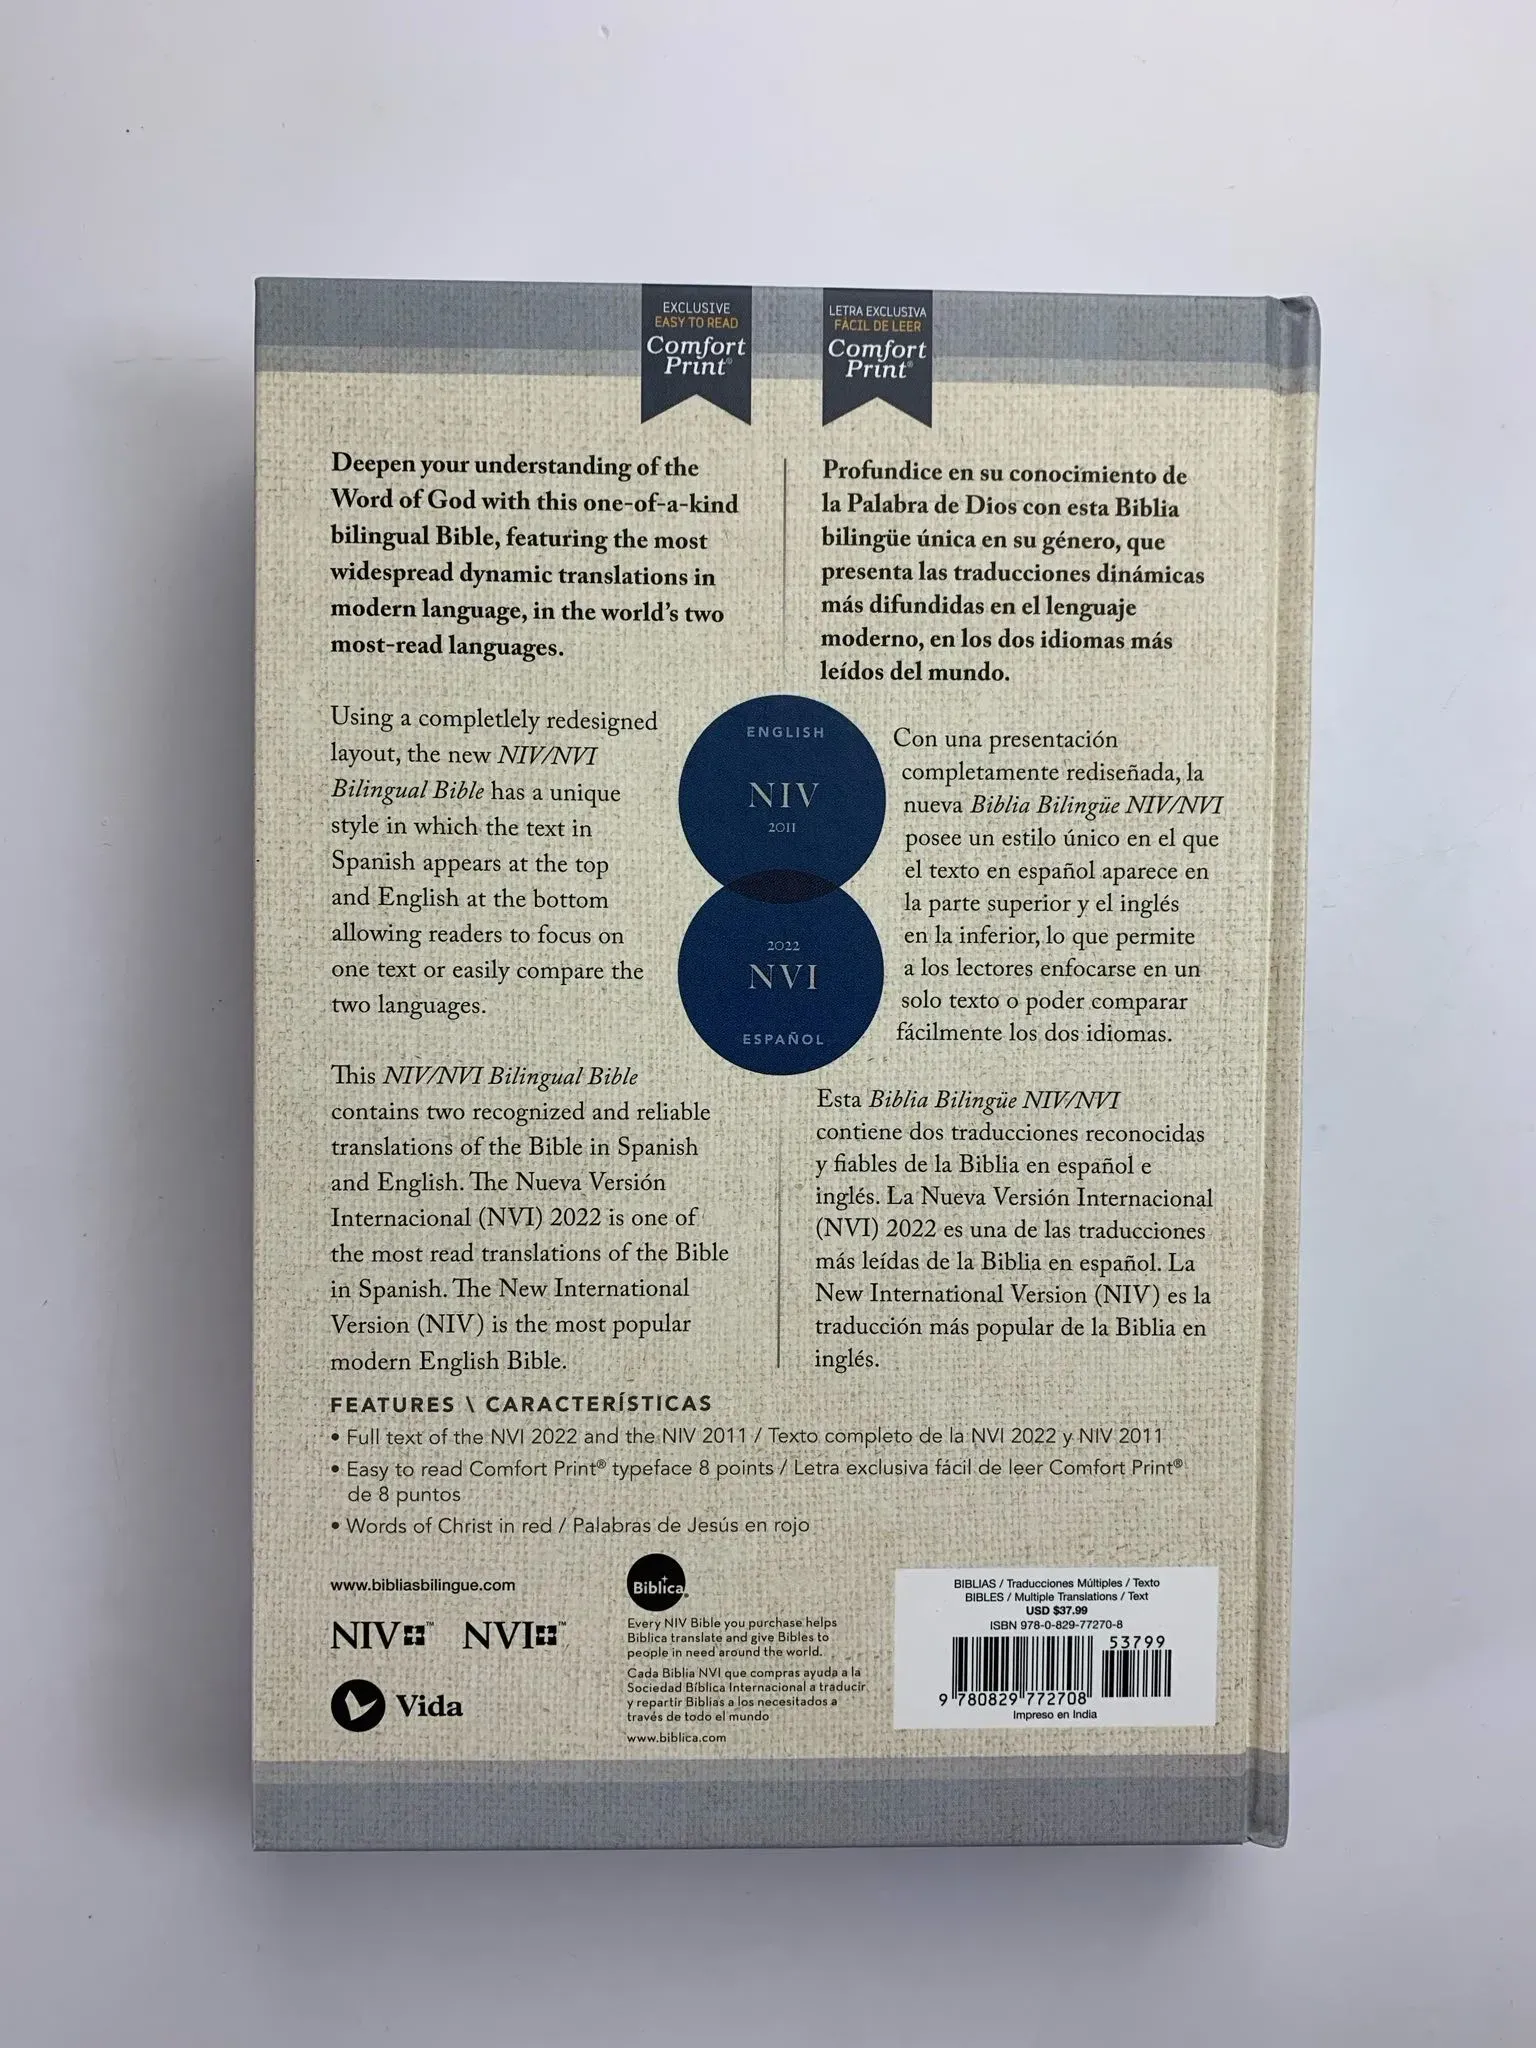 EXCLUSIVE
EASY TO READ
Comfort
Print®
LETRA EXCLUSIVA
FÁCIL DE LEER
Comfort
Print®
Deepen your understanding of the
Word of God with this one-of-a-kind
bilingual Bible, featuring the most
widespread dynamic translations in
modern language, in the world's two
most-read languages.
Profundice en su conocimiento de
la Palabra de Dios con esta Biblia
bilingüe única en su género, que
presenta las traducciones dinámicas
más difundidas en el lenguaje
moderno, en los dos idiomas más
leídos del mundo.
Using a completlely redesigned
layout, the new NIV/NVI
Bilingual Bible has a unique
style in which the text in
Spanish appears at the top
and English at the bottom
allowing readers to focus on
one text or easily compare the
two languages.
ENGLISH
NIV
2011
2022
NVI
ESPAÑOL
Con una presentación
completamente rediseñada, la
nueva Biblia Bilingüe NIV/NVI
posee un estilo único en el que
el texto en español aparece en
la parte superior y el inglés
en la inferior, lo que permite
a los lectores enfocarse en un
solo texto o poder comparar
fácilmente los dos idiomas.
This NIV/NVI Bilingual Bible
contains two recognized and reliable
translations of the Bible in Spanish
and English. The Nueva Versión
Internacional (NVI) 2022 is one of
the most read translations of the Bible
in Spanish. The New International
Version (NIV) is the most popular
modern English Bible.
Esta Biblia Bilingüe NIV/NVI
contiene dos traducciones reconocidas
y fiables de la Biblia en español e
inglés. La Nueva Versión Internacional
(NVI) 2022 es una de las traducciones
más leídas de la Biblia en español. La
New International Version (NIV) es la
traducción más popular de la Biblia en
inglés.
FEATURES \ CARACTERÍSTICAS
• Full text of the NVI 2022 and the NIV 2011 / Texto completo de la NVI 2022 y NIV 2011
• Easy to read Comfort Print® typeface 8 points / Letra exclusiva fácil de leer Comfort Print®
de 8 puntos
• Words of Christ in red / Palabras de Jesús en rojo
www.bibliasbilingue.com
NIV™ NVI™
Vida
Biblica®
Every NIV Bible you purchase helps
Biblica translate and give Bibles to
people in need around the world.
Cada Biblia NVI que compras ayuda a la
Sociedad Bíblica Internacional a traducir
y repartir Biblias a los necesitados a
través de todo el mundo
www.biblica.com
BIBLIAS / Traducciones Múltiples / Texto
BIBLES / Multiple Translations / Text
USD $37.99
ISBN 978-0-829-77270-8
53799
9 780829 772708
Impreso en India